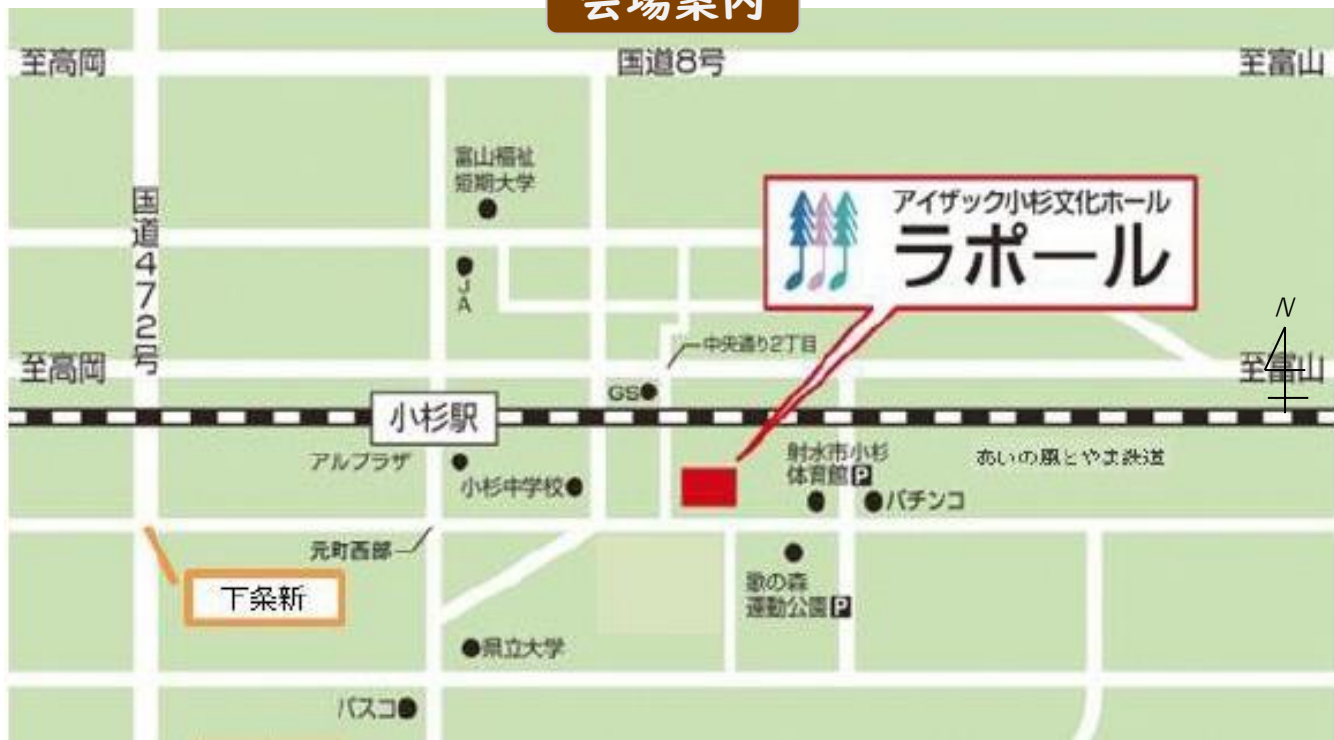 会場案内
至高岡
国道8号
至富山
富山福祉
短期大学
国道472号
アイザック小杉文化ホール
ラポール
JA
N
中央通り2丁目
至高岡
至富山
GS
小杉駅
アルプラザ
小杉中学校
射水市小杉
体育館P
パチンコ
あいの風とやま鉄道
元町西部
下条新
歌の森
運動公園P
県立大学
パスコ